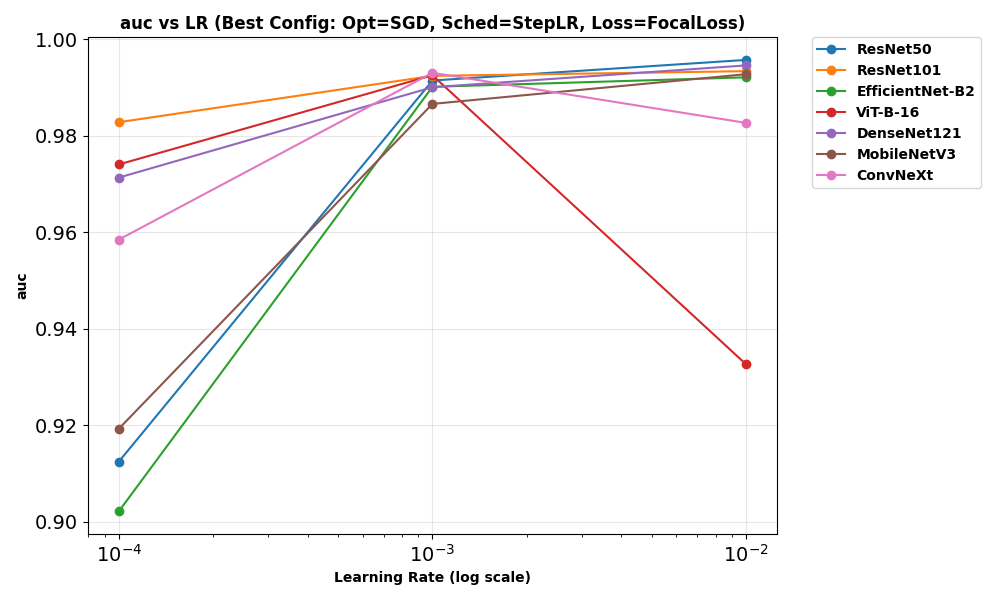 auc vs LR (Best Config: Opt=SGD, Sched=StepLR, Loss=FocalLoss)
1.00
0.98
0.96
0.94
0.92
0.90
auc
10⁻⁴
10⁻³
10⁻²
Learning Rate (log scale)
ResNet50
ResNet101
EfficientNet-B2
ViT-B-16
DenseNet121
MobileNetV3
ConvNeXt